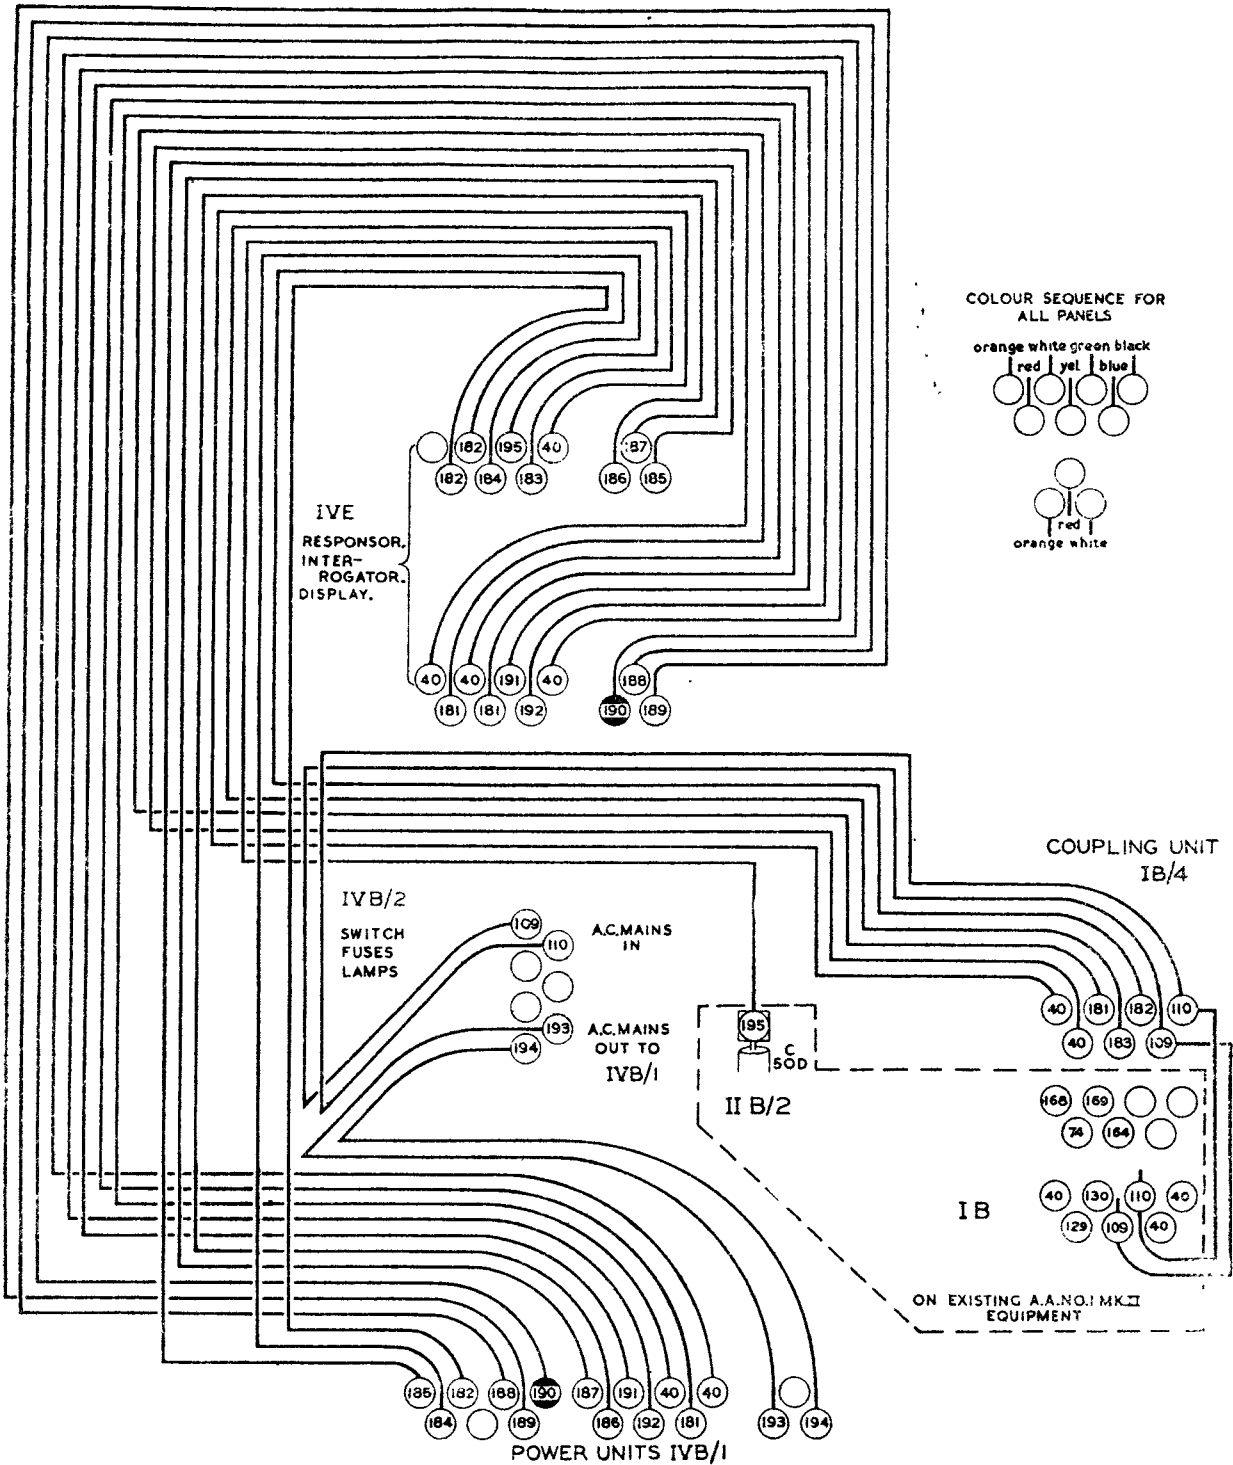 COLOUR SEQUENCE FOR
ALL PANELS
orange white green black
red yel blue
red
orange white
182 195 40 187
182 184 183 186 185
IVE
RESPONSOR.
INTER-
ROGATOR.
DISPLAY.
40 40 191 40 188
181 181 192 190 189
COUPLING UNIT
IB/4
IVB/2
SWITCH
FUSES
LAMPS
109
110
A.C. MAINS
IN
193
194
A.C. MAINS
OUT TO
IVB/1
195
C
50D
II B/2
40 181 182 110
40 183 109
168 169
74 164
IB
40 130 110 40
129 109 40
ON EXISTING A.A.NO.1 MK.II
EQUIPMENT
185 182 188 190 187 191 40 40
184 189 186 192 181 193 194
POWER UNITS IVB/1